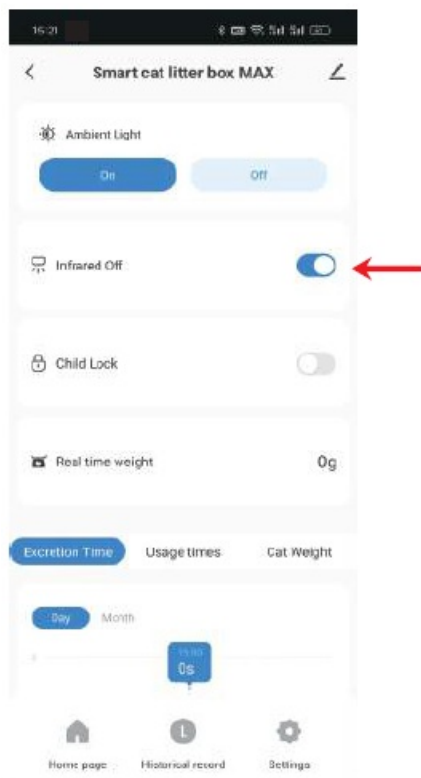 16:21
Smart cat litter box MAX
Ambient Light
On Off
Infrared Off
Child Lock
Real time weight 0g
Excretion Time Usage times Cat Weight
Day Month
0s
Home page Historical record Settings